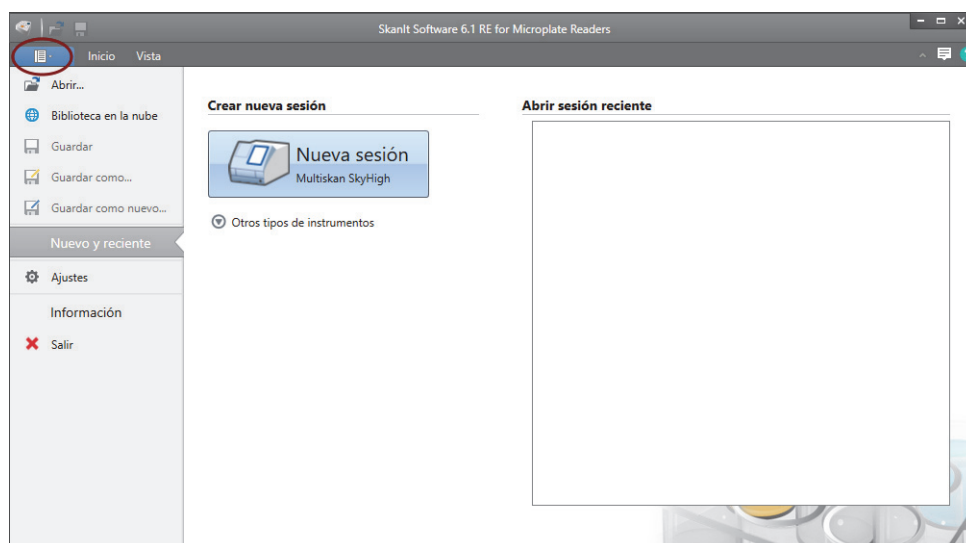 SkanIt Software 6.1 RE for Microplate Readers
Inicio Vista
Abrir...
Biblioteca en la nube
Guardar
Guardar como...
Guardar como nuevo...
Nuevo y reciente
Ajustes
Información
Salir
Crear nueva sesión
Nueva sesión
Multiskan SkyHigh
Otros tipos de instrumentos
Abrir sesión reciente